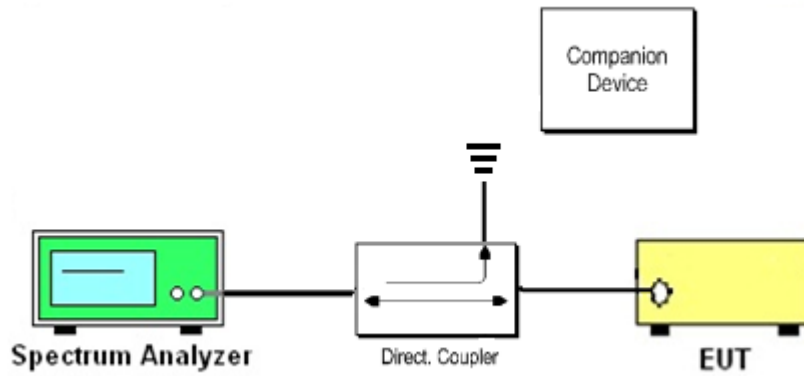 Companion
Device
Spectrum Analyzer
Direct. Coupler
EUT